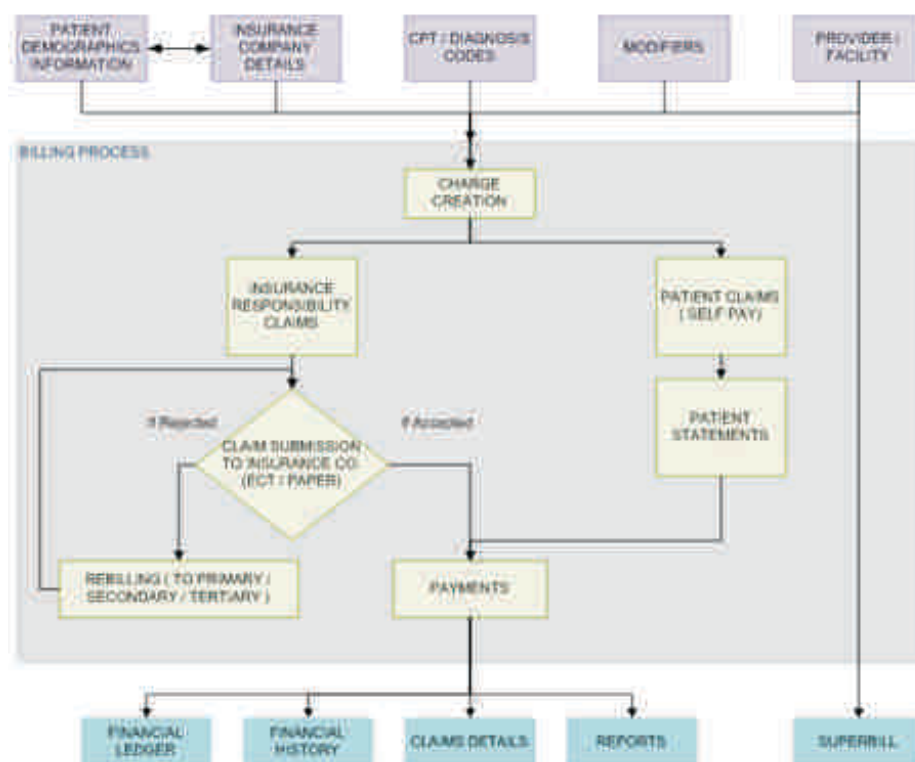 PATIENT
DEMOGRAPHICS
INFORMATION
INSURANCE
COMPANY
DETAILS
CPT / DIAGNOSIS
CODES
MODIFIERS
PROVIDER /
FACILITY
BILLING PROCESS
CHARGE
CREATION
INSURANCE
RESPONSIBILITY
CLAIMS
PATIENT CLAIMS
( SELF PAY)
If Rejected
If Accepted
CLAIM SUBMISSION
TO INSURANCE CO.
(ECT / PAPER)
PATIENT
STATEMENTS
REBILLING ( TO PRIMARY /
SECONDARY / TERTIARY )
PAYMENTS
FINANCIAL
LEDGER
FINANCIAL
HISTORY
CLAIMS DETAILS
REPORTS
SUPERBILL